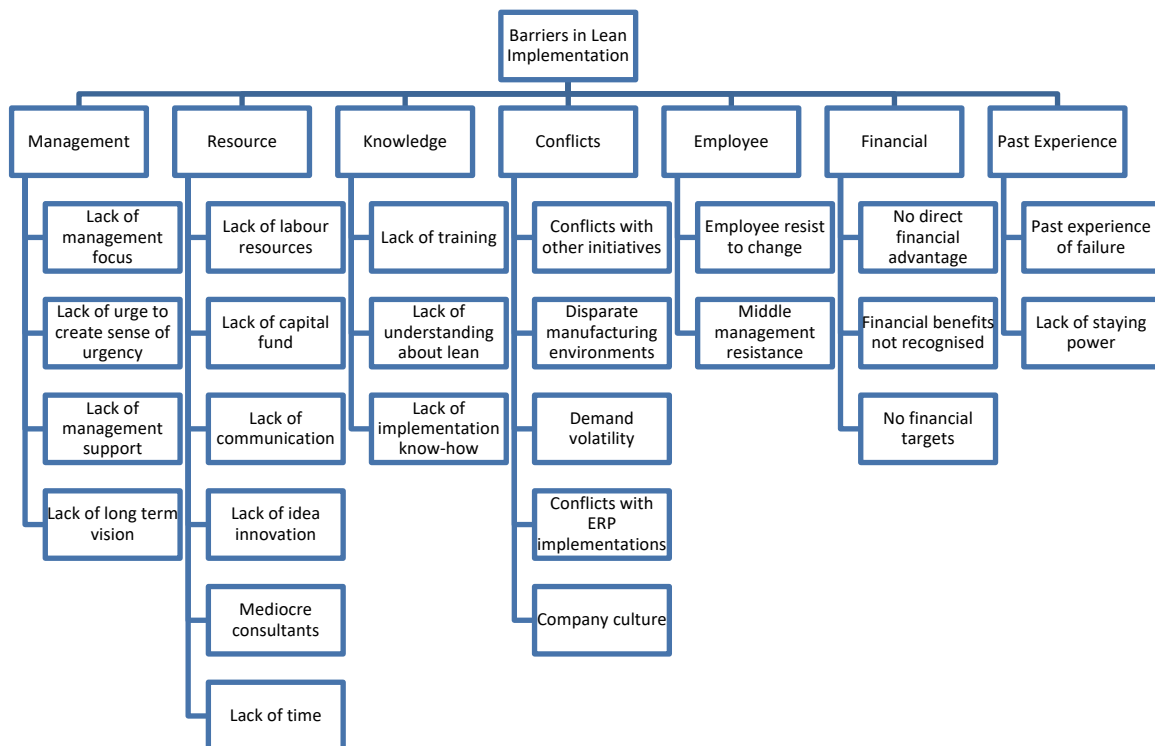 Barriers in Lean
Implementation
Management
Resource
Knowledge
Conflicts
Employee
Financial
Past Experience
Lack of
management
focus
Lack of urge to
create sense of
urgency
Lack of
management
support
Lack of long term
vision
Lack of labour
resources
Lack of capital
fund
Lack of
communication
Lack of idea
innovation
Mediocre
consultants
Lack of time
Lack of training
Lack of
understanding
about lean
Lack of
implementation
know-how
Conflicts with
other initiatives
Disparate
manufacturing
environments
Demand
volatility
Conflicts with
ERP
implementations
Company culture
Employee resist
to change
Middle
management
resistance
No direct
financial
advantage
Financial benefits
not recognised
No financial
targets
Past experience
of failure
Lack of staying
power